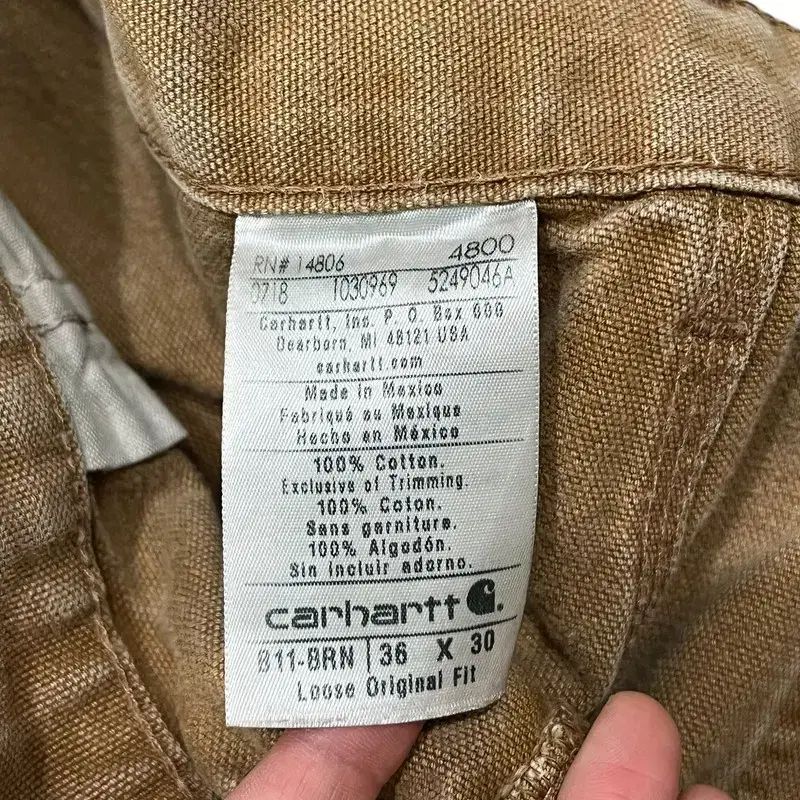 RN# 14806 4800
0718 1030969 5249046A
Carhartt, Inc. P. O. Box 600
Dearborn, MI 48121 USA
carhartt.com
Made in Mexico
Fabriqué au Mexique
Hecho en México
100% Cotton.
Exclusive of Trimming.
100% Coton.
Sans garniture.
100% Algodón.
Sin incluir adorno.
carhartt
B11-BRN 36 X 30
Loose Original Fit